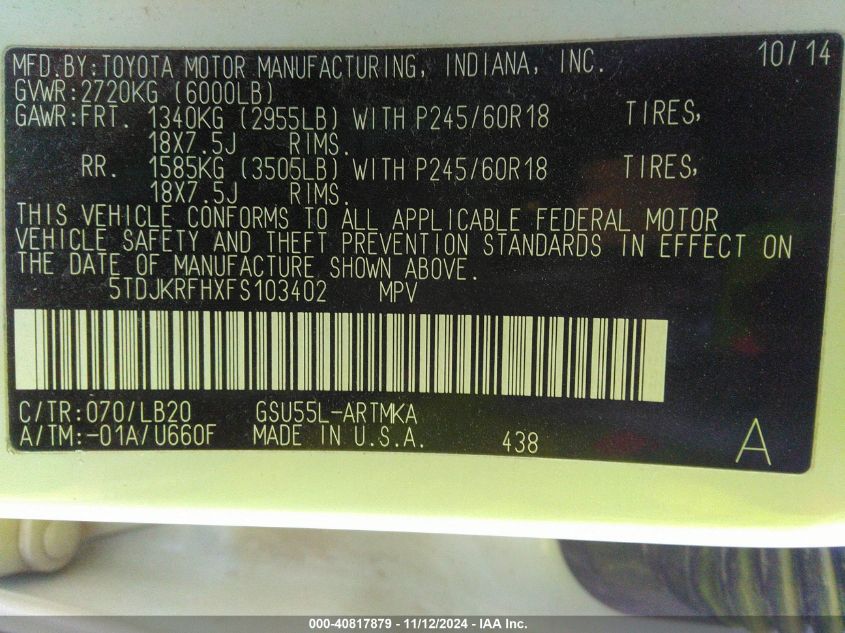 MFD.BY:TOYOTA MOTOR MANUFACTURING, INDIANA, INC. 10/14
GVWR:2720KG (6000LB)
GAWR:FRT. 1340KG (2955LB) WITH P245/60R18 TIRES,
18X7.5J RIMS.
RR. 1585KG (3505LB) WITH P245/60R18 TIRES,
18X7.5J RIMS.
THIS VEHICLE CONFORMS TO ALL APPLICABLE FEDERAL MOTOR
VEHICLE SAFETY AND THEFT PREVENTION STANDARDS IN EFFECT ON
THE DATE OF MANUFACTURE SHOWN ABOVE.
5TDJKRFHXFS103402 MPV
C/TR:070/LB20 GSU55L-ARTMKA
A/TM:-01A/U660F MADE IN U.S.A. 438 A
000-40817879 - 11/12/2024 - IAA Inc.